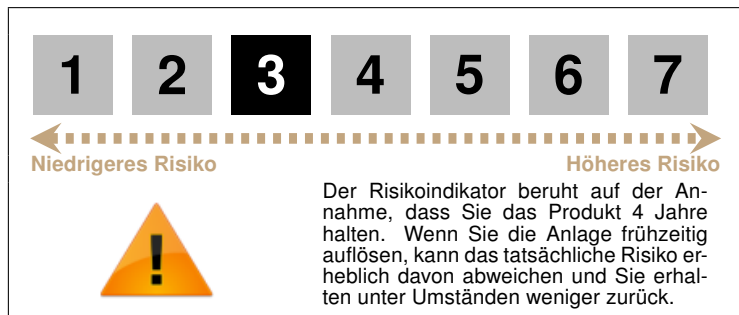 1 2 3 4 5 6 7
Niedrigeres Risiko Höheres Risiko
Der Risikoindikator beruht auf der An-
nahme, dass Sie das Produkt 4 Jahre
halten. Wenn Sie die Anlage frühzeitig
auflösen, kann das tatsächliche Risiko er-
heblich davon abweichen und Sie erhal-
ten unter Umständen weniger zurück.
!